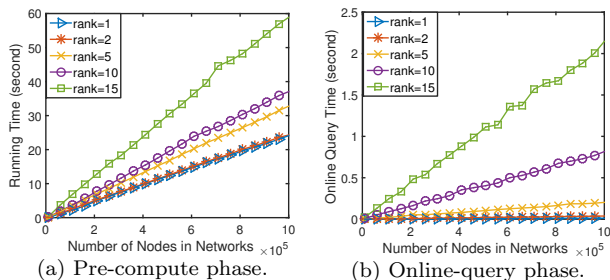 Running Time (second)
60
50
40
30
20
10
0
rank=1
rank=2
rank=5
rank=10
rank=15
0 2 4 6 8 10
Number of Nodes in Networks ×10^5
(a) Pre-compute phase.
Online Query Time (second)
2.5
2
1.5
1
0.5
0
rank=1
rank=2
rank=5
rank=10
rank=15
0 2 4 6 8 10
Number of Nodes in Networks ×10^5
(b) Online-query phase.